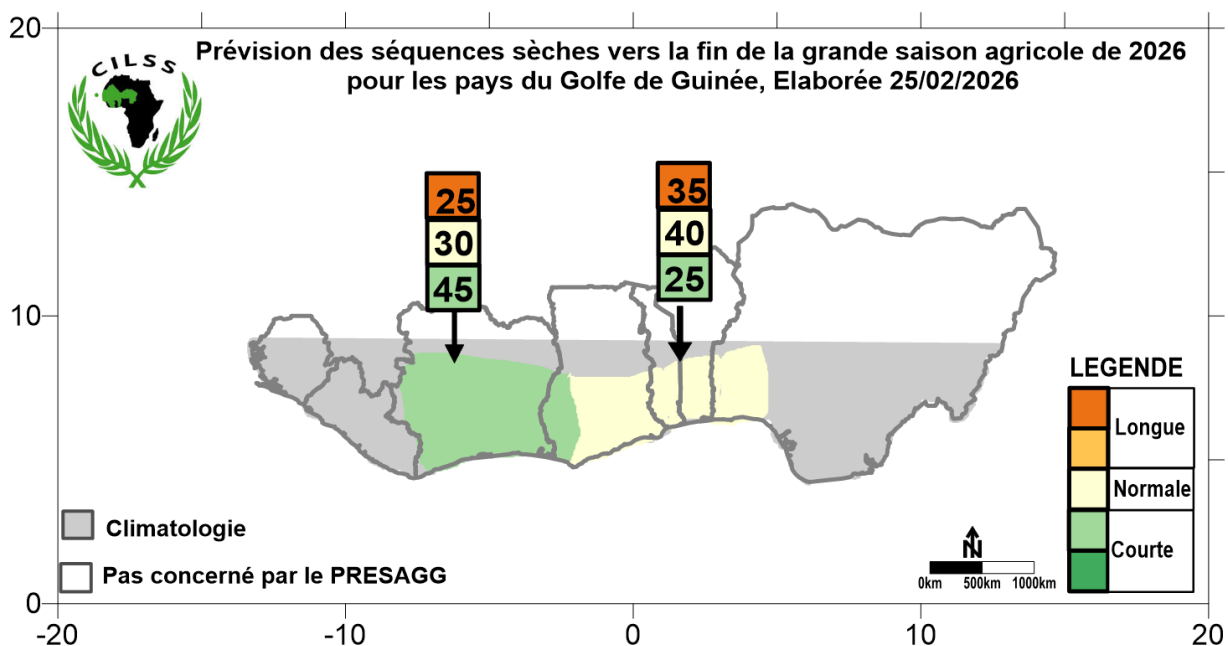 20
Prévision des séquences sèches vers la fin de la grande saison agricole de 2026
pour les pays du Golfe de Guinée, Elaborée 25/02/2026
CILSS
25
30
45
35
40
25
10
LEGENDE
Longue
Normale
Courte
Climatologie
Pas concerné par le PRESAGG
N
0km 500km 1000km
0
-20 -10 0 10 20